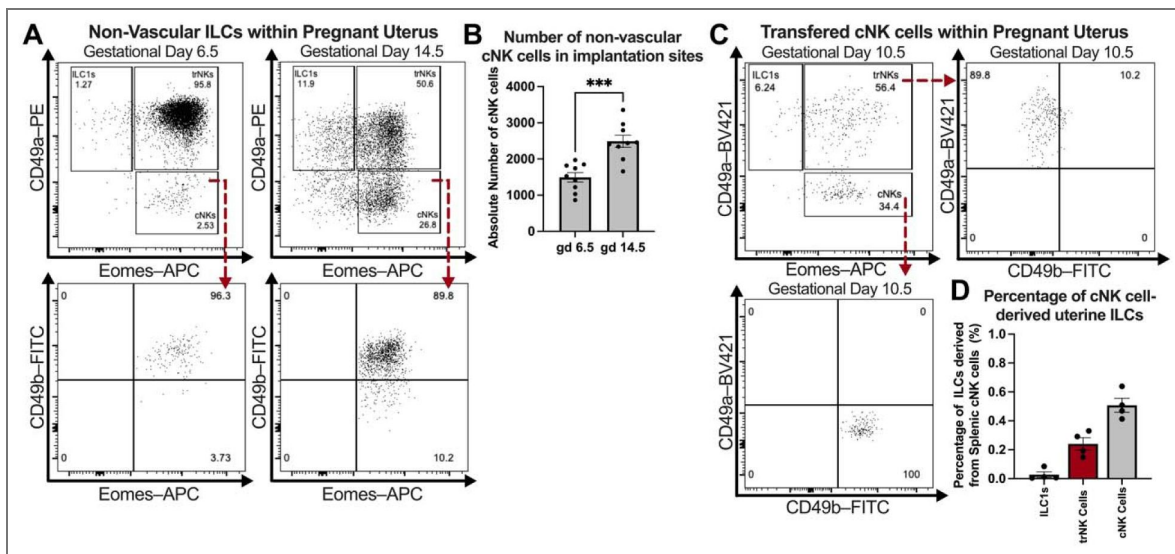 A
Non-Vascular ILCs within Pregnant Uterus
Gestational Day 6.5
Gestational Day 14.5
ILC1s
1.27
trNKs
95.8
cNKs
2.53
CD49a–PE
Eomes–APC
ILC1s
11.9
trNKs
50.6
cNKs
26.8
CD49a–PE
Eomes–APC
0
96.3
0
3.73
CD49b–FITC
Eomes–APC
0
89.8
0
10.2
CD49b–FITC
Eomes–APC
B
Number of non-vascular
cNK cells in implantation sites
***
Absolute Number of cNK cells
4000
3000
2000
1000
0
gd 6.5
gd 14.5
C
Transfered cNK cells within Pregnant Uterus
Gestational Day 10.5
Gestational Day 10.5
ILC1s
6.24
trNKs
56.4
cNKs
34.4
CD49a–BV421
Eomes–APC
89.8
10.2
0
0
CD49a–BV421
CD49b–FITC
Gestational Day 10.5
0
0
0
100
CD49a–BV421
CD49b–FITC
D
Percentage of cNK cell-
derived uterine ILCs
Percentage of ILCs derived
from Splenic cNK cells (%)
1.0
0.8
0.6
0.4
0.2
0.0
ILC1s
trNK Cells
cNK Cells